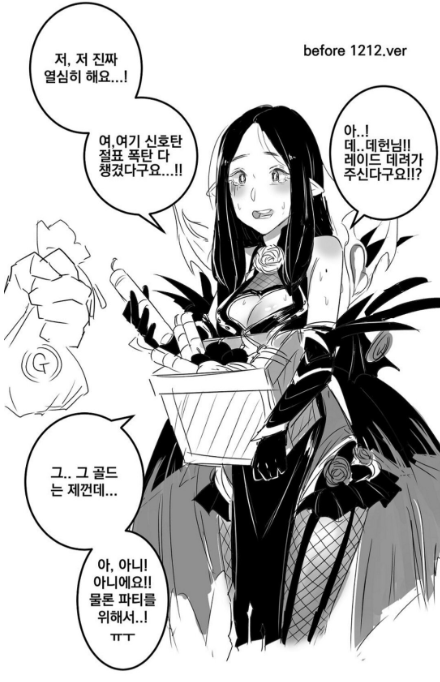 before 1212.ver
아..!
데..데헌님!!
레이드 데려가
주신다구요!!?
저, 저 진짜
열심히 해요...!
여,여기 신호탄
절표 폭탄 다
챙겼다구요...!!
그.. 그 골드
는 제껀데...
아, 아니!
아니에요!!
물론 파티를
위해서..!
ㅠㅜ